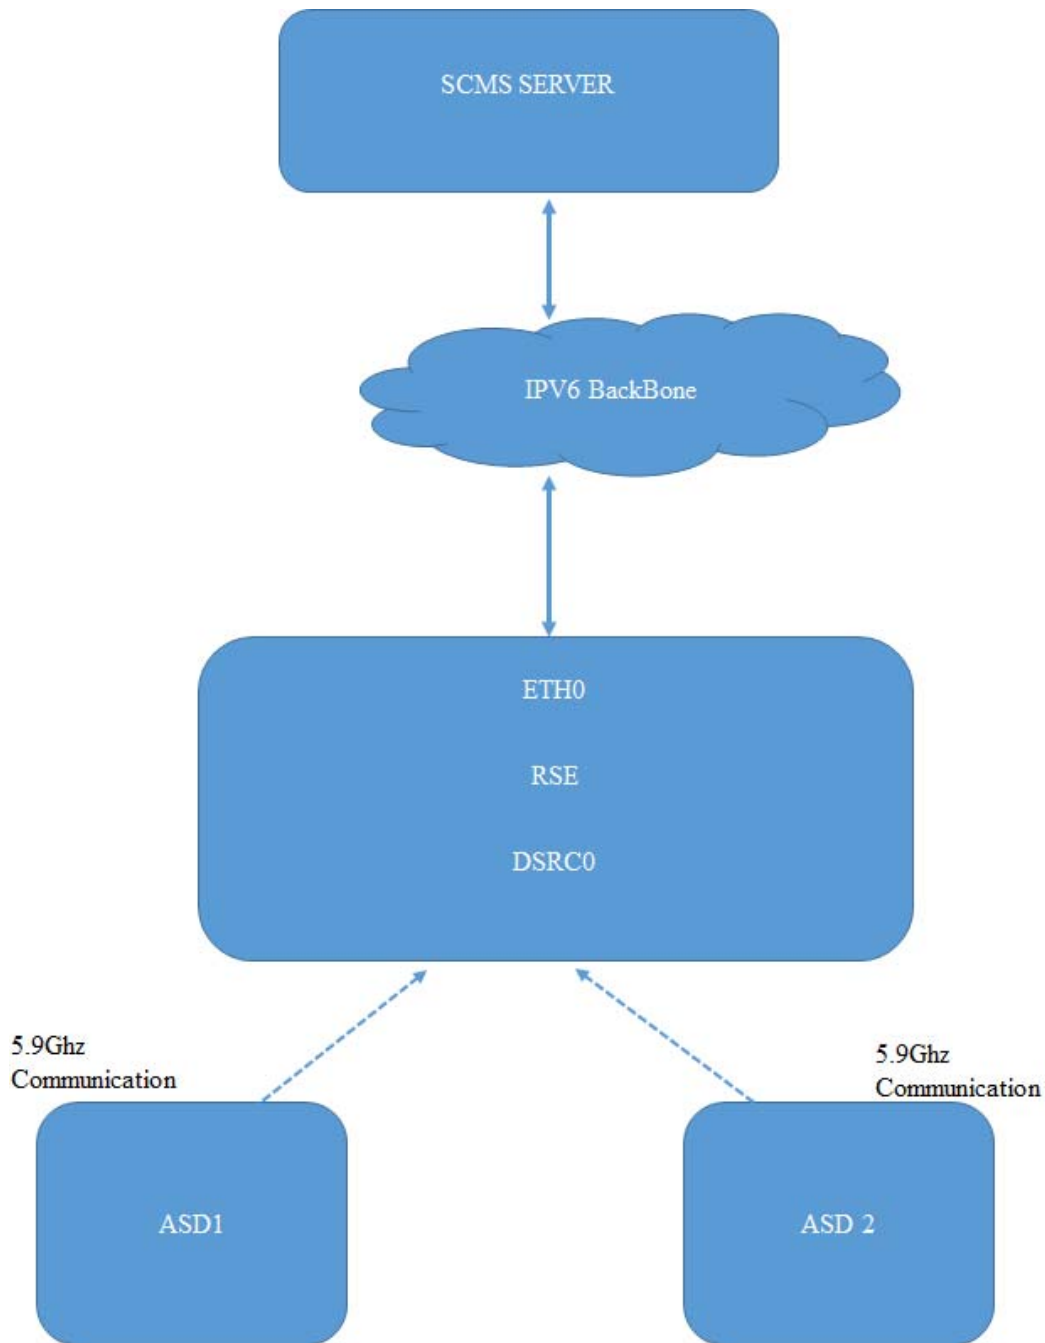 SCMS SERVER
IPV6 BackBone
ETH0
RSE
DSRC0
5.9Ghz
Communication
5.9Ghz
Communication
ASD1
ASD 2